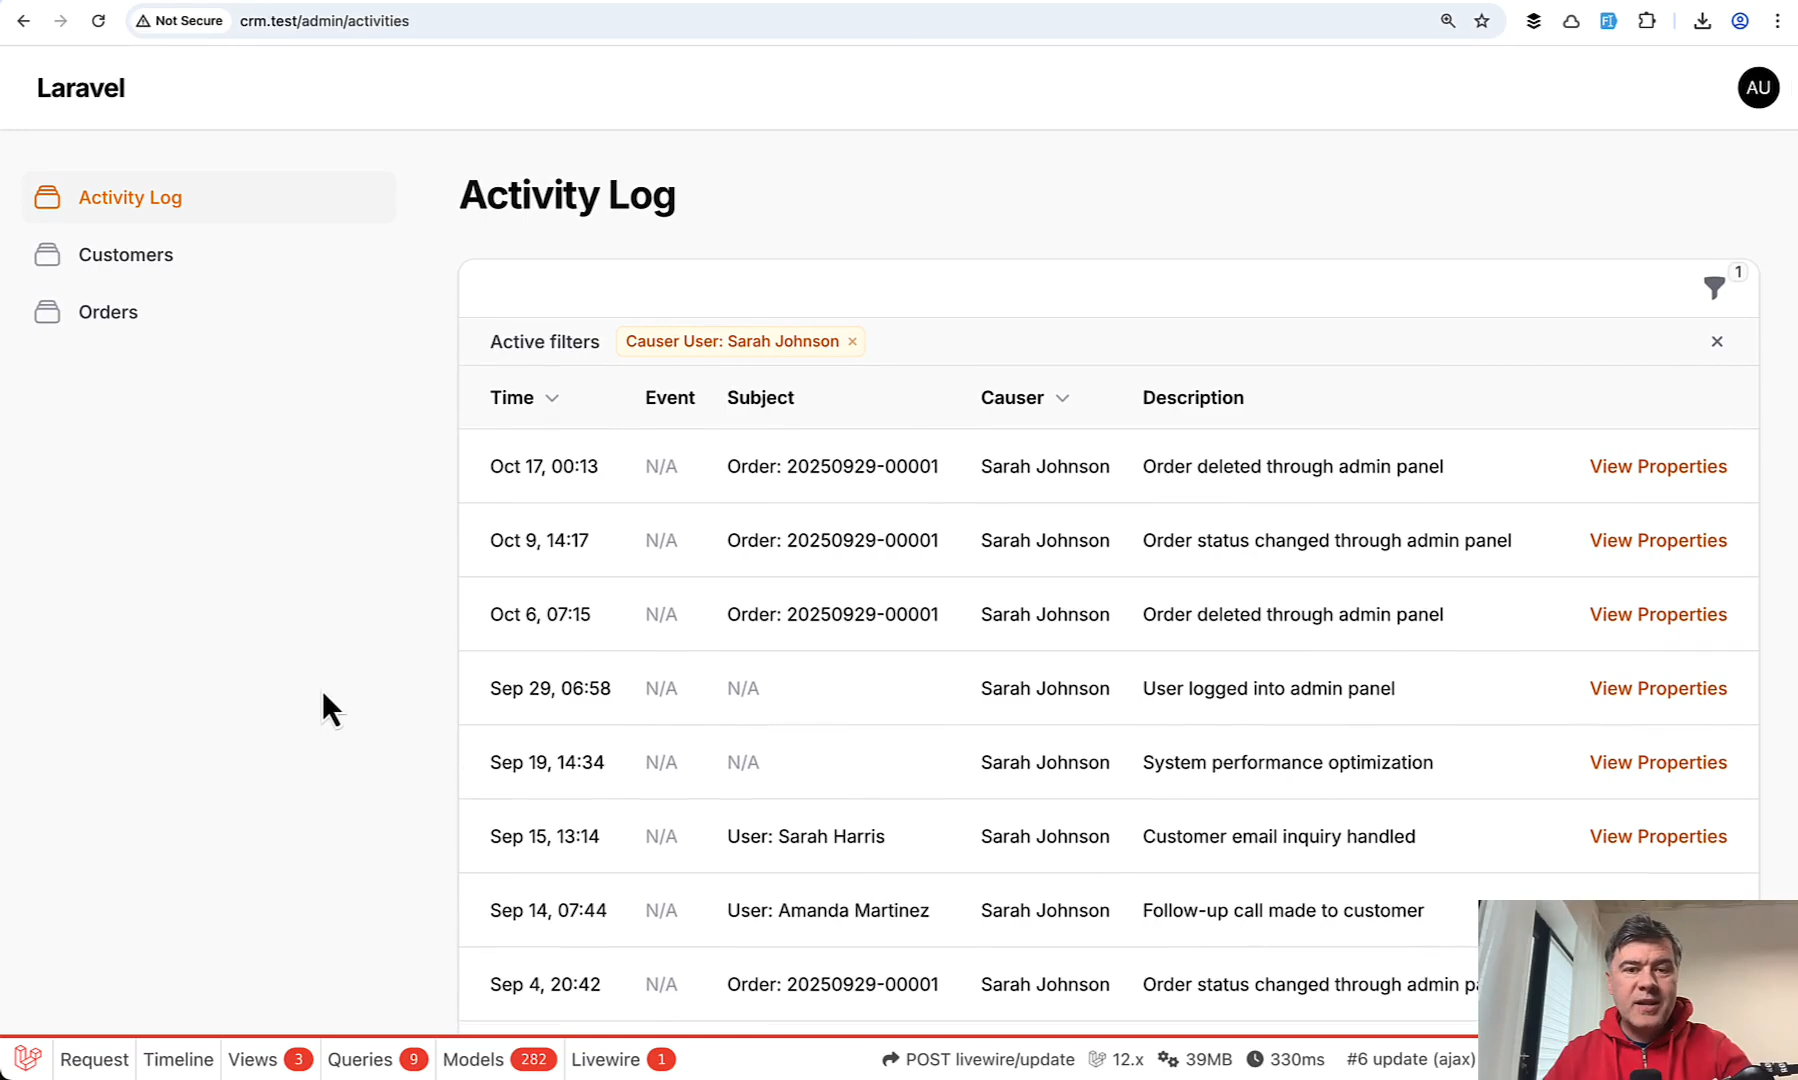 Not Secure crm.test/admin/activities
Laravel
AU
Activity Log
Customers
Orders
Activity Log
1
Active filters Causer User: Sarah Johnson ×
Time Event Subject Causer Description
Oct 17, 00:13 N/A Order: 20250929-00001 Sarah Johnson Order deleted through admin panel View Properties
Oct 9, 14:17 N/A Order: 20250929-00001 Sarah Johnson Order status changed through admin panel View Properties
Oct 6, 07:15 N/A Order: 20250929-00001 Sarah Johnson Order deleted through admin panel View Properties
Sep 29, 06:58 N/A N/A Sarah Johnson User logged into admin panel View Properties
Sep 19, 14:34 N/A N/A Sarah Johnson System performance optimization View Properties
Sep 15, 13:14 N/A User: Sarah Harris Sarah Johnson Customer email inquiry handled View Properties
Sep 14, 07:44 N/A User: Amanda Martinez Sarah Johnson Follow-up call made to customer
Sep 4, 20:42 N/A Order: 20250929-00001 Sarah Johnson Order status changed through admin
Request Timeline Views 3 Queries 9 Models 282 Livewire 1 POST livewire/update 12.x 39MB 330ms #6 update (ajax)